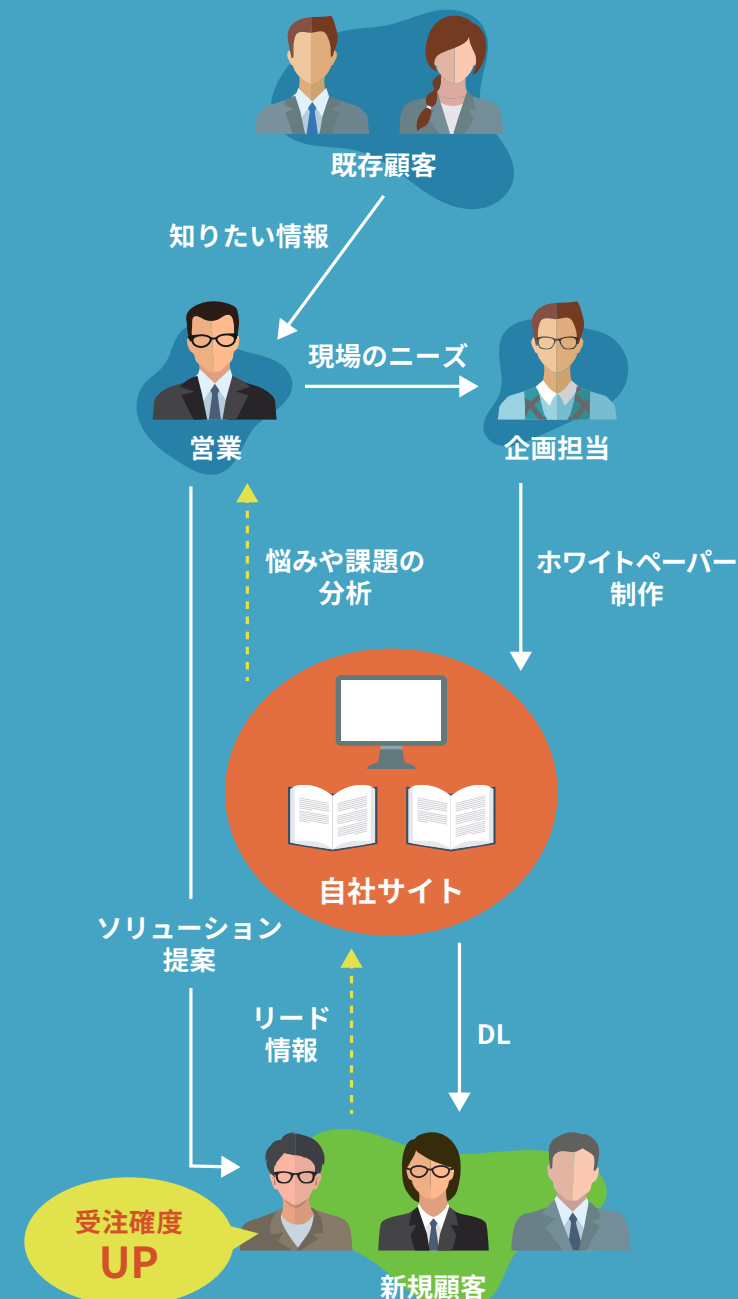 既存顧客
知りたい情報
現場のニーズ
営業
企画担当
悩みや課題の
分析
ホワイトペーパー
制作
自社サイト
ソリューション
提案
リード
情報
DL
受注確度
UP
新規顧客